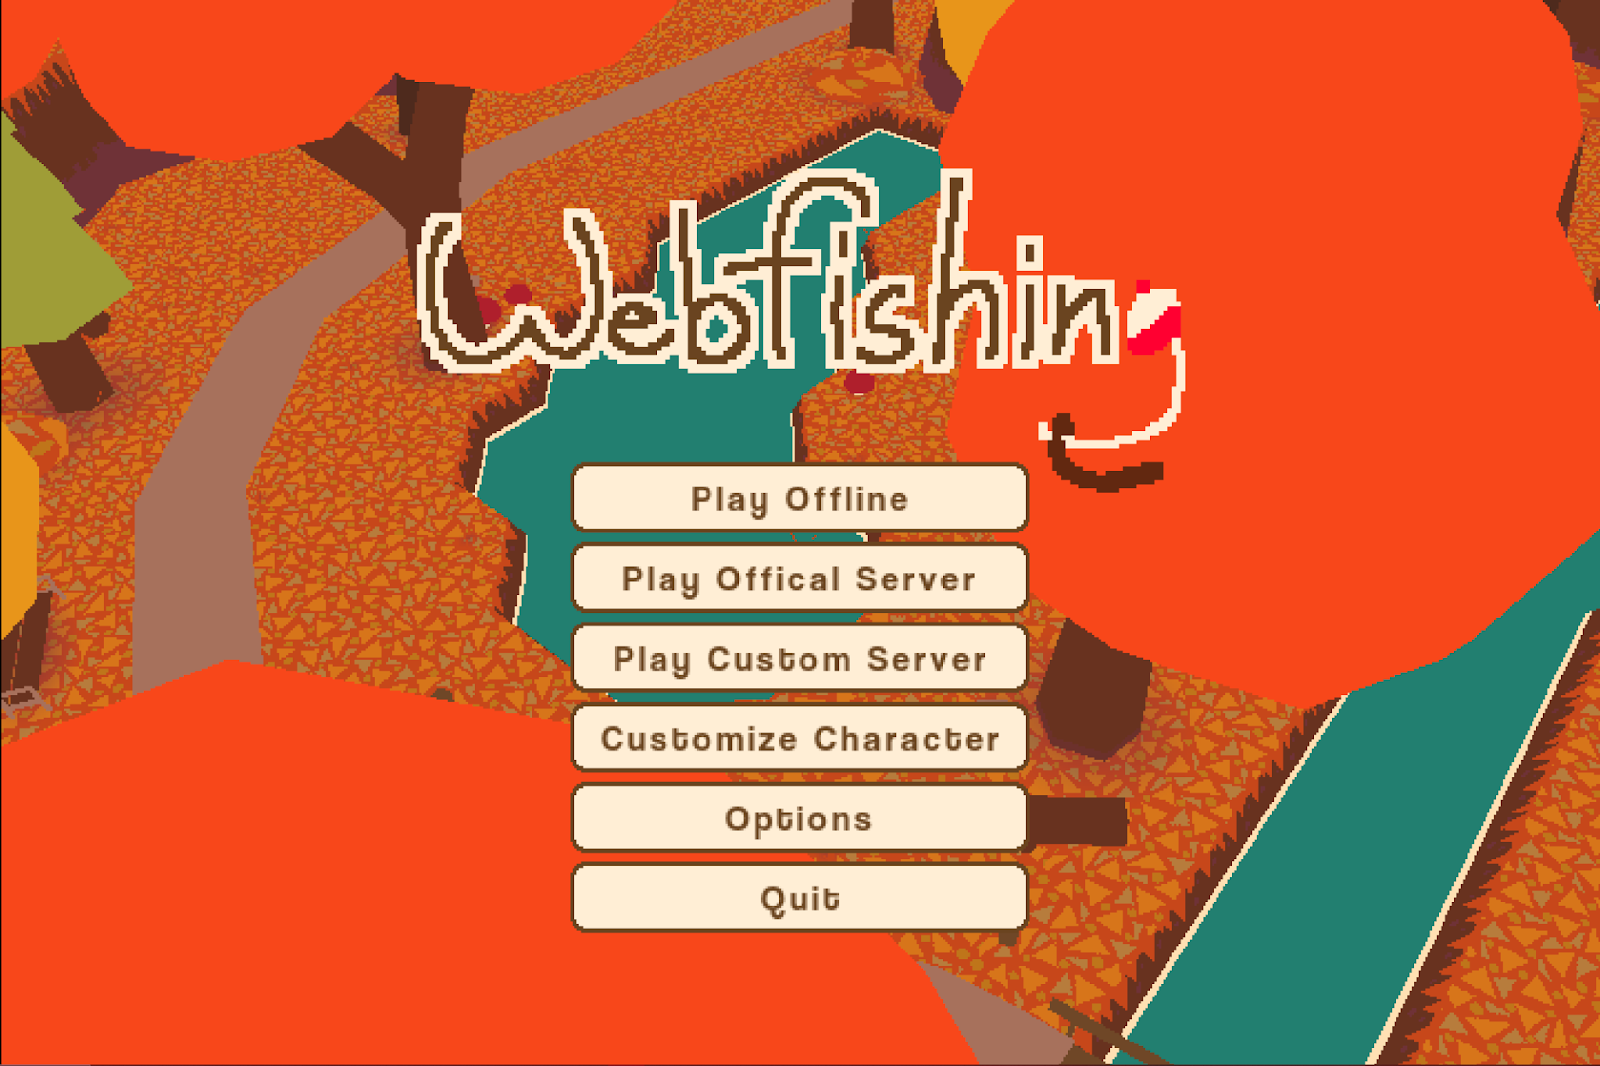 Webfishing
Play Offline
Play Offical Server
Play Custom Server
Customize Character
Options
Quit